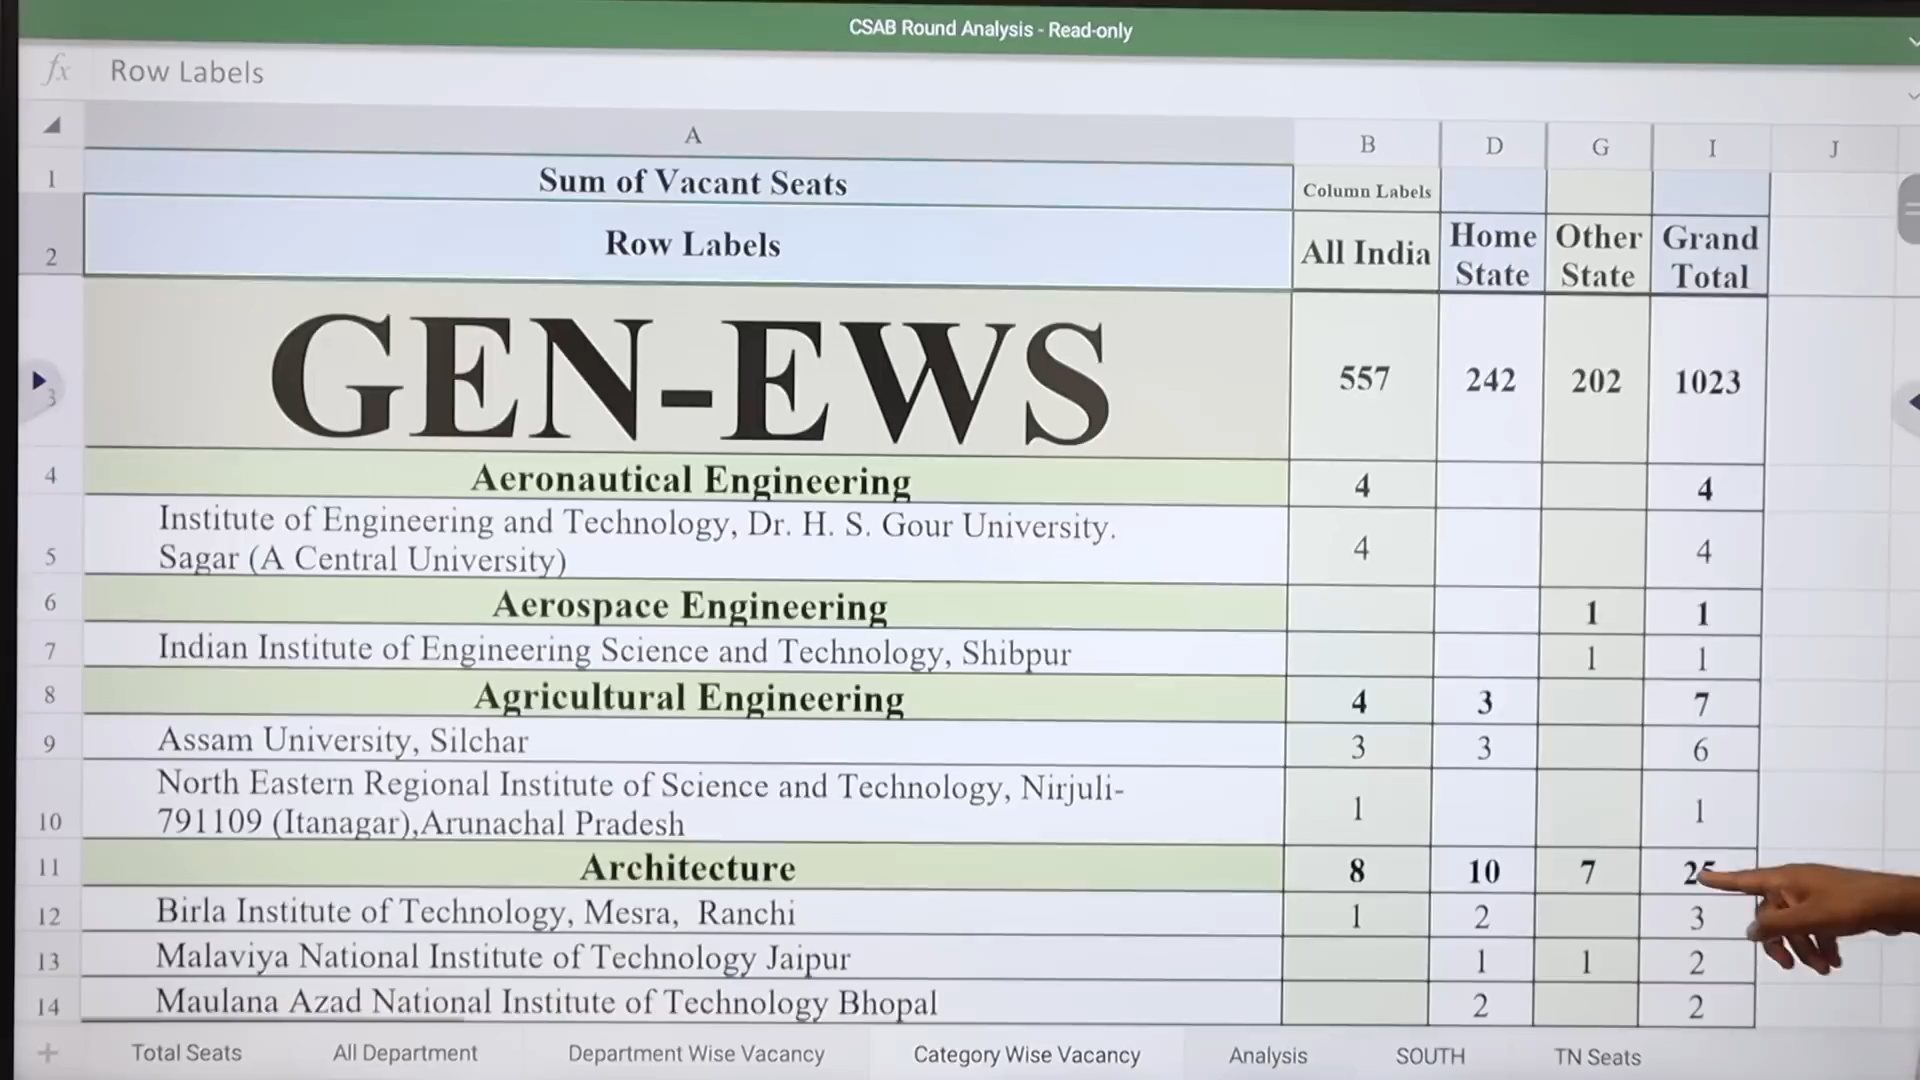 CSAB Round Analysis - Read-only
fx Row Labels
A B D G I J
1 Sum of Vacant Seats Column Labels
2 Row Labels All India Home State Other State Grand Total
3 GEN-EWS 557 242 202 1023
4 Aeronautical Engineering 4 4
Institute of Engineering and Technology, Dr. H. S. Gour University.
5 Sagar (A Central University) 4 4
6 Aerospace Engineering 1 1
7 Indian Institute of Engineering Science and Technology, Shibpur 1 1
8 Agricultural Engineering 4 3 7
9 Assam University, Silchar 3 3 6
North Eastern Regional Institute of Science and Technology, Nirjuli-
10 791109 (Itanagar),Arunachal Pradesh 1 1
11 Architecture 8 10 7 25
12 Birla Institute of Technology, Mesra, Ranchi 1 2 3
13 Malaviya National Institute of Technology Jaipur 1 1 2
14 Maulana Azad National Institute of Technology Bhopal 2 2
+ Total Seats All Department Department Wise Vacancy Category Wise Vacancy Analysis SOUTH TN Seats